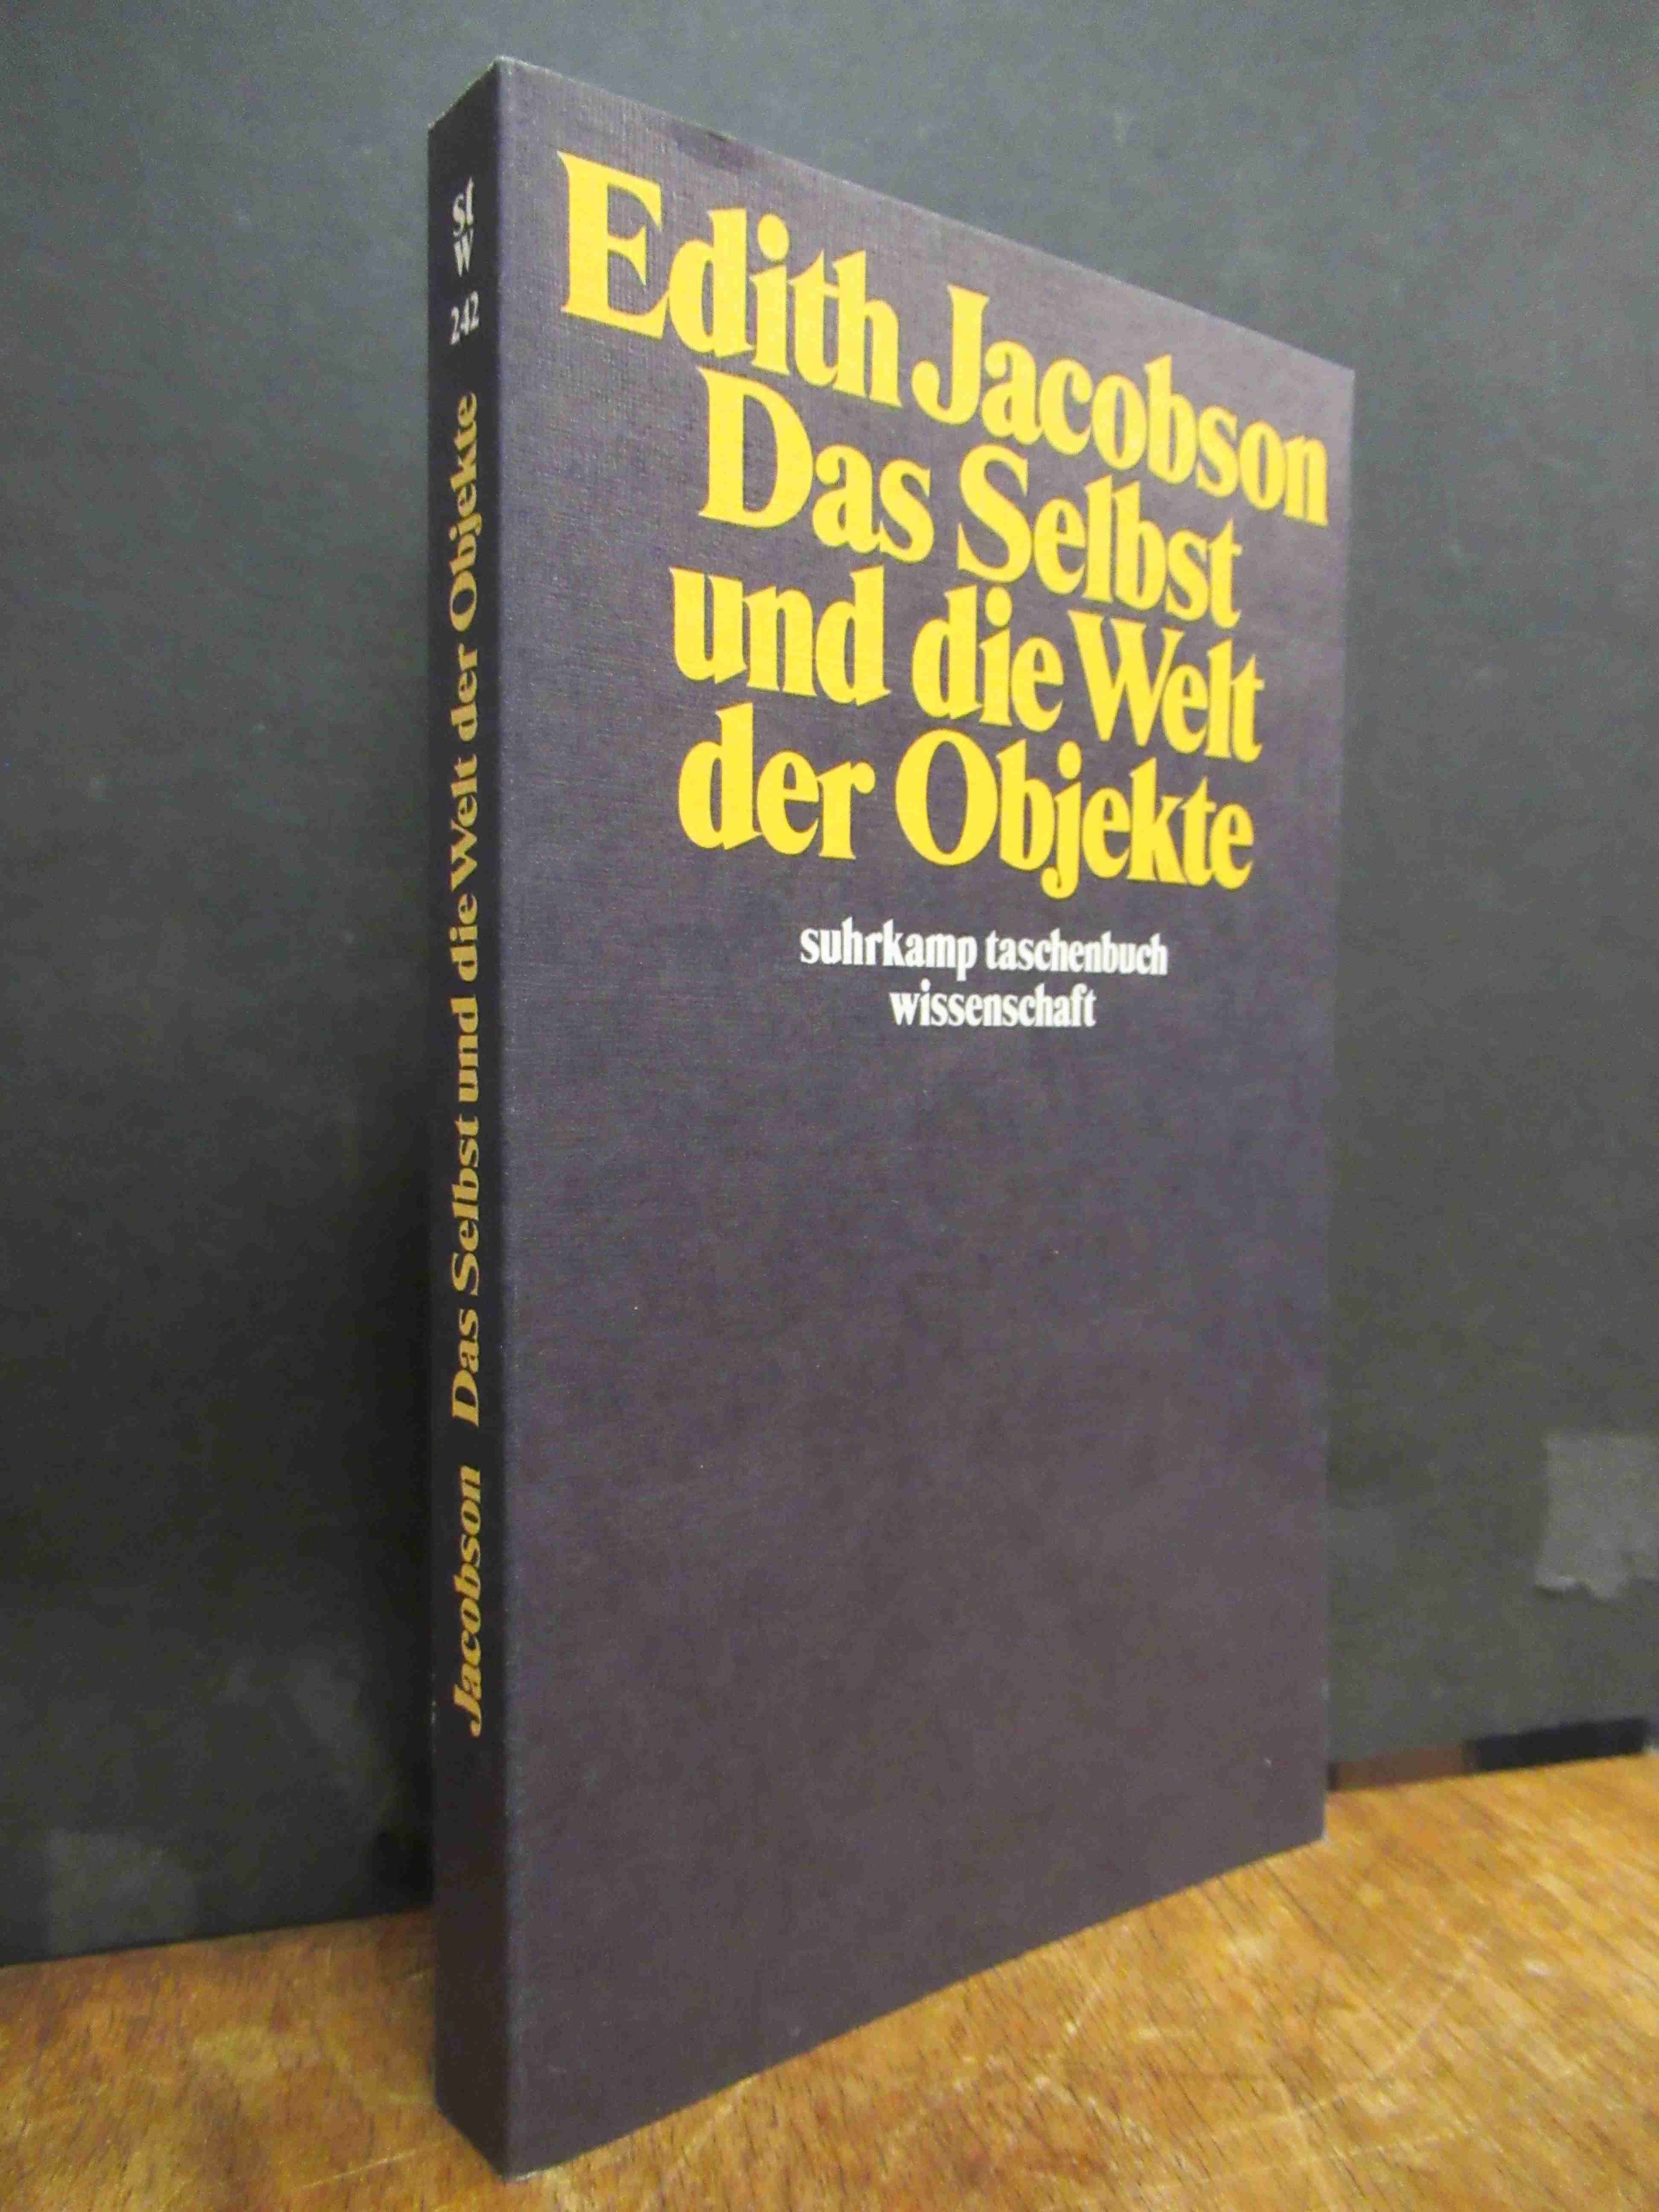 Edith Jacobson
Das Selbst
und die Welt
der Objekte
suhrkamp taschenbuch
wissenschaft
st
w
242
Jacobson Das Selbst und die Welt der Objekte